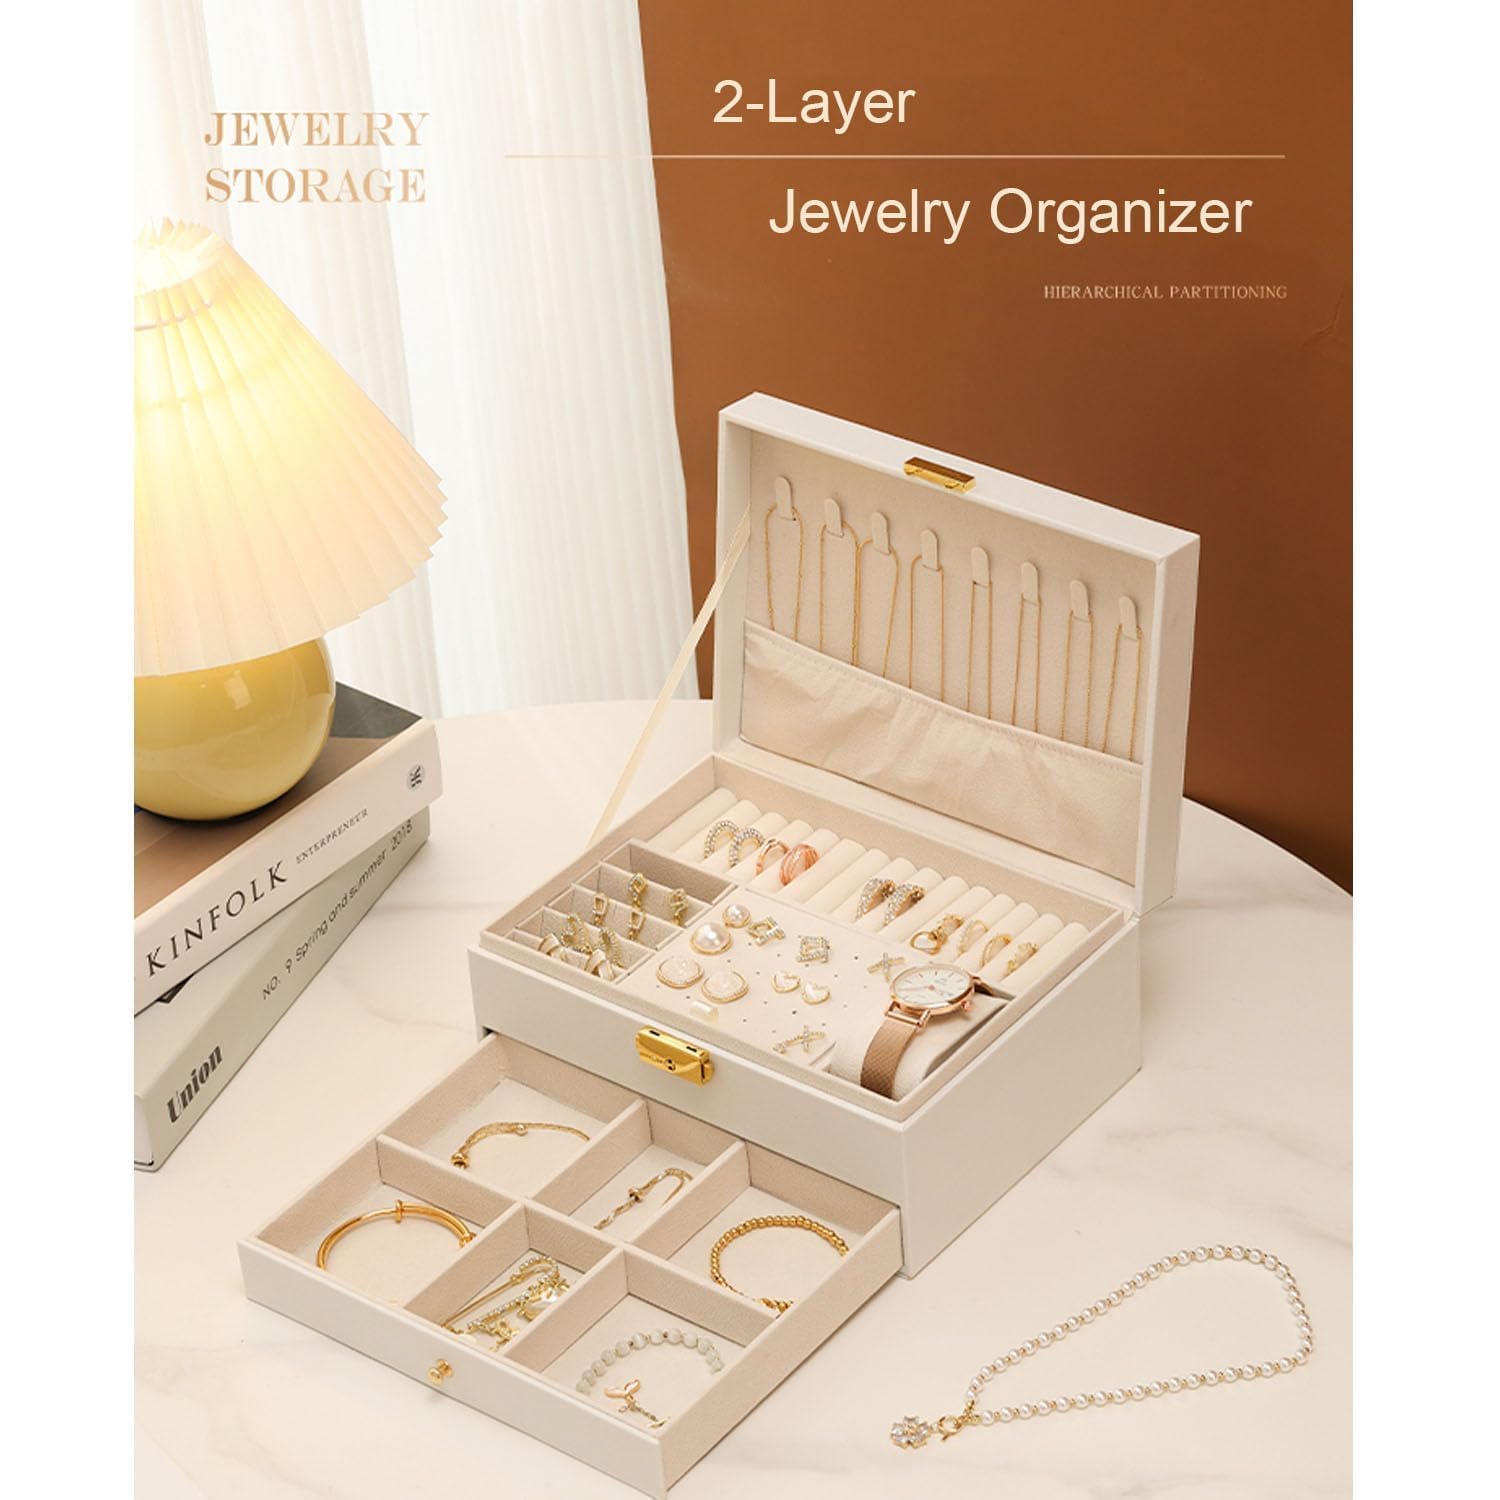 JEWELRY
STORAGE
2-Layer
Jewelry Organizer
HIERARCHICAL PARTITIONING
KINFOLK ENTREPRENEUR
NO. 9 Spring and summer 2018
Union